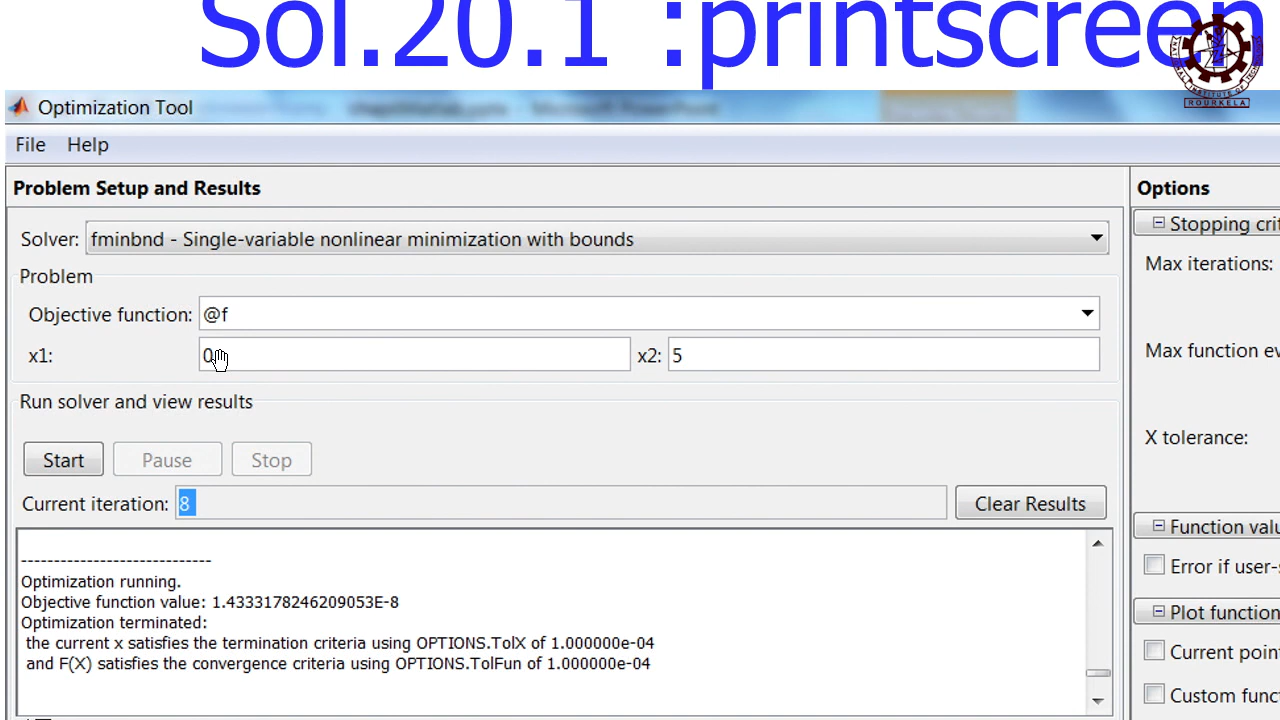 Sol.20.1 :printscreen
ROURKELA
Optimization Tool
File Help
Problem Setup and Results
Options
Solver: fminbnd - Single-variable nonlinear minimization with bounds
Stopping crit
Problem
Max iterations:
Objective function: @f
x1: 0 x2: 5
Max function ev
Run solver and view results
X tolerance:
Start Pause Stop
Current iteration: 8 Clear Results
Function valu
------------------------------
Optimization running.
Error if user-s
Objective function value: 1.4333178246209053E-8
Plot function
Optimization terminated:
the current x satisfies the termination criteria using OPTIONS.TolX of 1.000000e-04
Current poin
and F(X) satisfies the convergence criteria using OPTIONS.TolFun of 1.000000e-04
Custom func